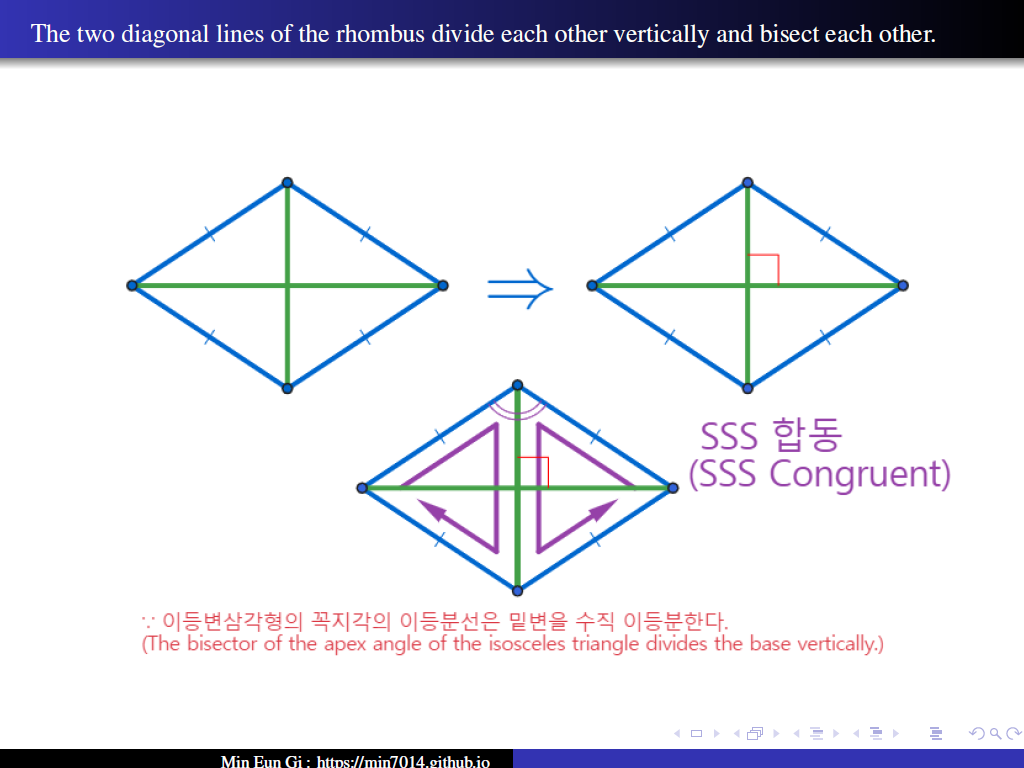 The two diagonal lines of the rhombus divide each other vertically and bisect each other.
SSS 합동
(SSS Congruent)
∵ 이등변삼각형의 꼭지각의 이등분선은 밑변을 수직 이등분한다.
(The bisector of the apex angle of the isosceles triangle divides the base vertically.)
Min Eun Gi : https://min7014.github.io